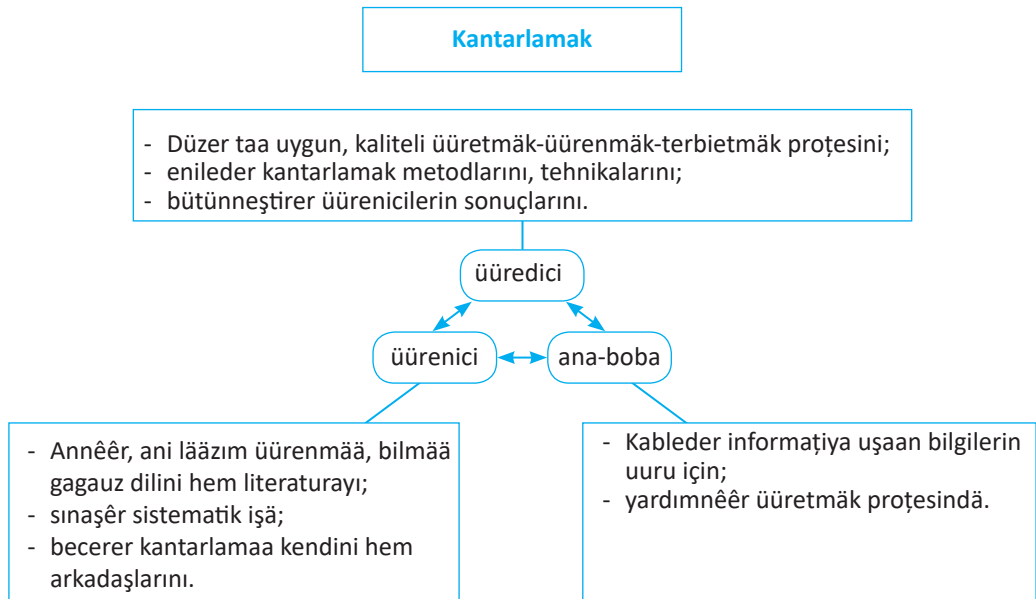 Kantarlamak
- Düzer taa uygun, kaliteli üüretmäk-üürenmäk-terbietmäk proțesini;
- enileder kantarlamak metodlarını, tehnikalarını;
- bütünneştirer üürenicilerin sonuçlarını.
üüredici
üürenici
ana-boba
- Annêêr, ani lääzım üürenmää, bilmää
gagauz dilini hem literaturayı;
- sınaşêr sistematik işä;
- becerer kantarlamaa kendini hem
arkadaşlarını.
- Kableder informațiya uşaan bilgilerin
uuru için;
- yardımnêêr üüretmäk proțesindä.